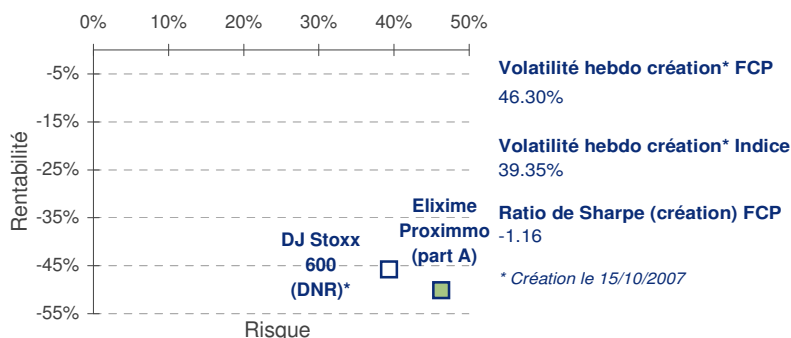 0% 10% 20% 30% 40% 50%
-5%
-15%
-25%
-35%
-45%
-55%
Rentabilité
Risque
DJ Stoxx
600
(DNR)*
Elixime
Proximmo
(part A)
Volatilité hebdo création* FCP
46.30%
Volatilité hebdo création* Indice
39.35%
Ratio de Sharpe (création) FCP
-1.16
* Création le 15/10/2007